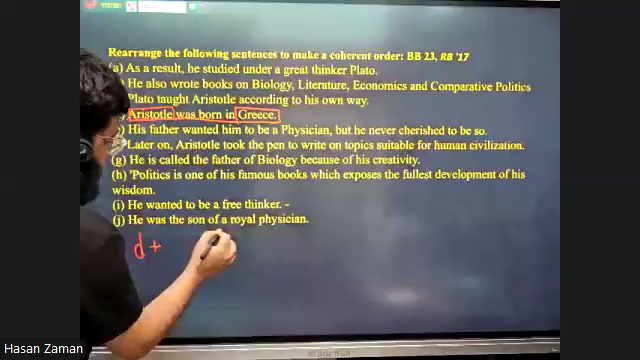 Rearrange the following sentences to make a coherent order: BB 23, RB '17
(a) As a result, he studied under a great thinker Plato.
He also wrote books on Biology, Literature, Economics and Comparative Politics
Plato taught Aristotle according to his own way.
Aristotle was born in Greece.
) His father wanted him to be a Physician, but he never cherished to be so.
Later on, Aristotle took the pen to write on topics suitable for human civilization.
(g) He is called the father of Biology because of his creativity.
(h) 'Politics is one of his famous books which exposes the fullest development of his
wisdom.
(i) He wanted to be a free thinker. -
(j) He was the son of a royal physician.
d +
Hasan Zaman